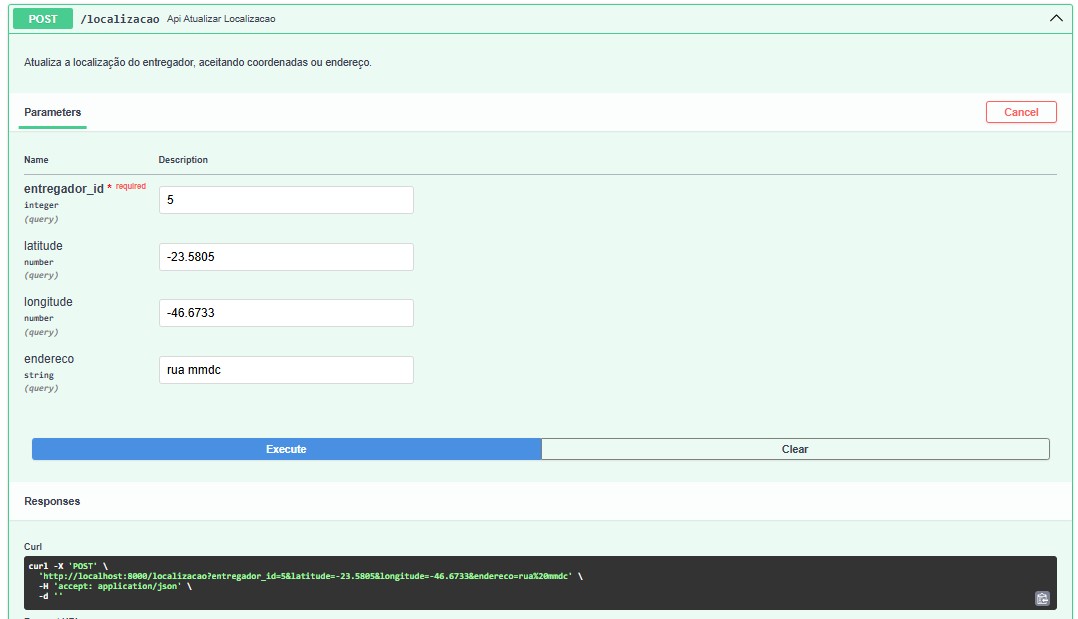 POST /localizacao Api Atualizar Localizacao
Atualiza a localização do entregador, aceitando coordenadas ou endereço.
Parameters Cancel
Name Description
entregador_id * required
integer
(query)
5
latitude
number
(query)
-23.5805
longitude
number
(query)
-46.6733
endereco
string
(query)
rua mmdc
Execute Clear
Responses
Curl
curl -X 'POST' \
'http://localhost:8000/localizacao?entregador_id=5&latitude=-23.5805&longitude=-46.6733&endereco=rua%20mmdc' \
-H 'accept: application/json' \
-d ''